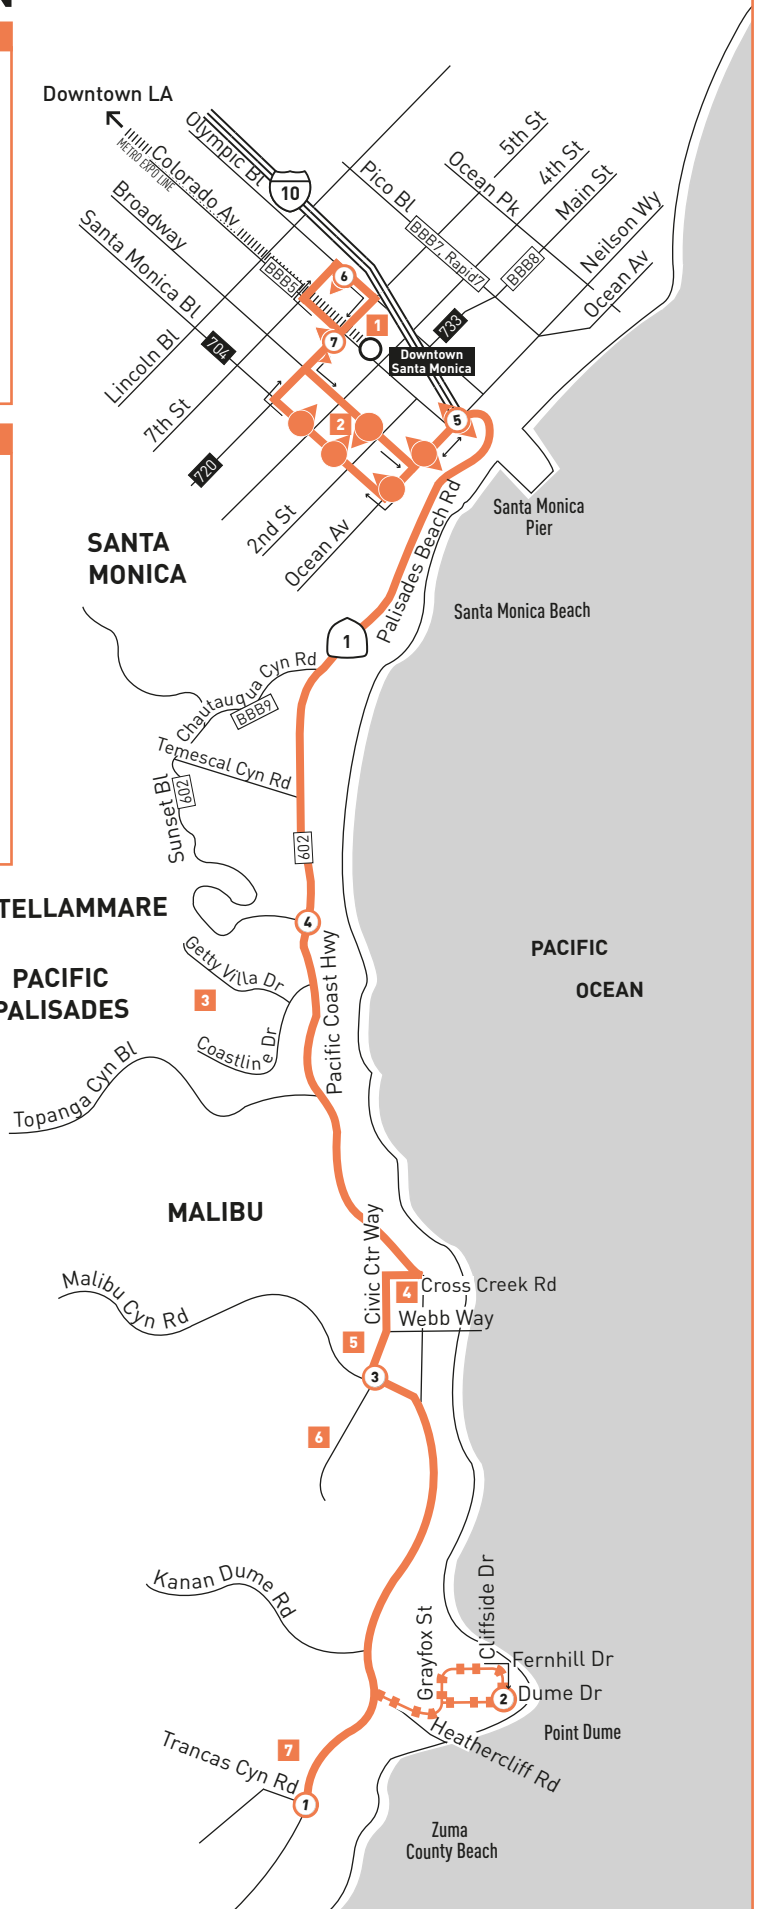 N
Downtown LA
METRO EXPO LINE
Olympic Bl
10
Colorado Av
Broadway
Santa Monica Bl
5th St
4th St
Main St
Pico Bl
Ocean Pk
Neilson Wy
Ocean Av
BBB7, Rapid7
BBB8
BBB5
6
1
733
7
Downtown
Santa Monica
704
Lincoln Bl
7th St
720
2
5
2nd St
Ocean Av
Santa Monica
Pier
SANTA
MONICA
Palisades Beach Rd
Santa Monica Beach
1
Chautauqua Cyn Rd
BBB9
Temescal Cyn Rd
Sunset Bl
602
602
TELLAMMARE
4
PACIFIC
PALISADES
Getty Villa Dr
3
Coastline Dr
Pacific Coast Hwy
PACIFIC
OCEAN
Topanga Cyn Bl
MALIBU
Malibu Cyn Rd
Civic Ctr Way
4
Cross Creek Rd
Webb Way
5
3
6
Kanan Dume Rd
Grayfox St
Cliffside Dr
Fernhill Dr
2
Dume Dr
Heathercliff Rd
Point Dume
7
Trancas Cyn Rd
1
Zuma
County Beach